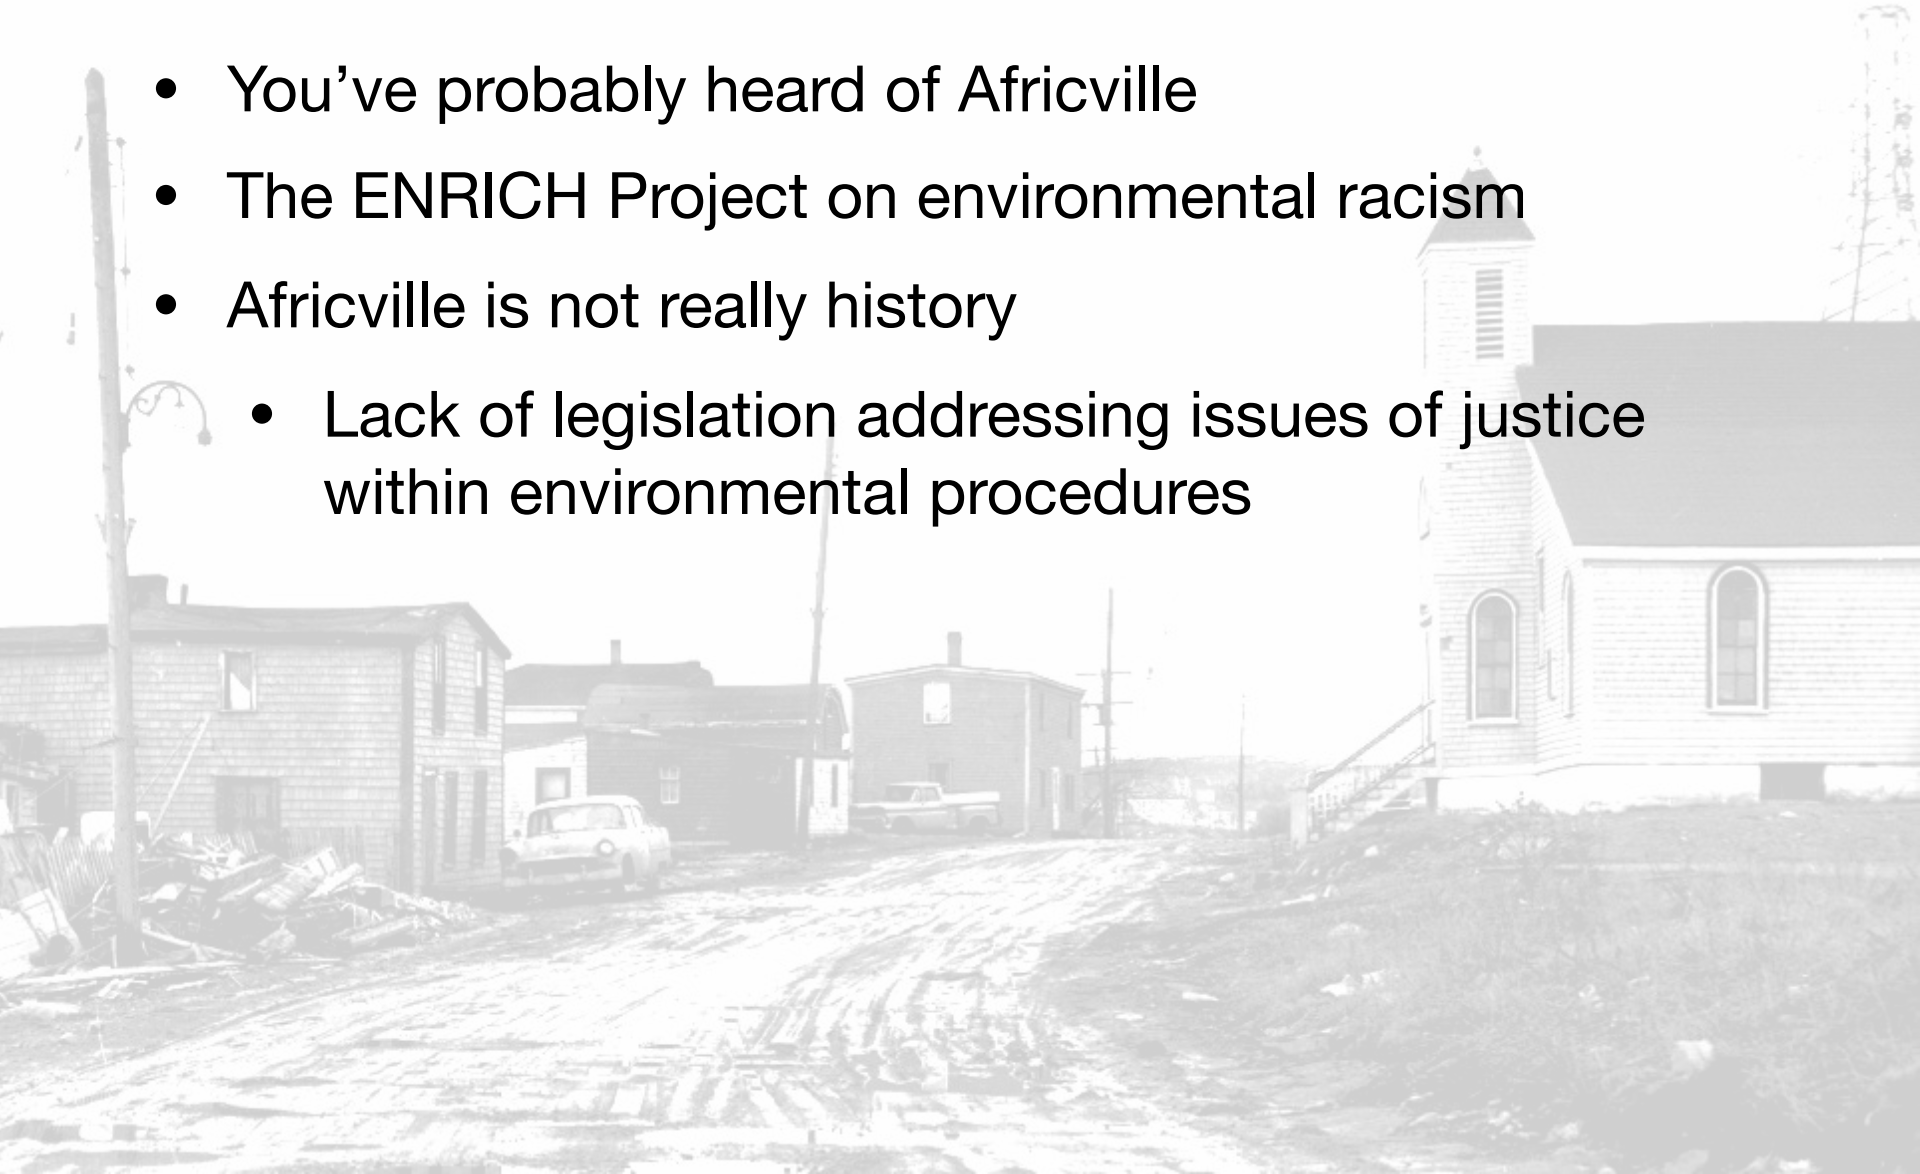 • You’ve probably heard of Africville
• The ENRICH Project on environmental racism
• Africville is not really history
• Lack of legislation addressing issues of justice
within environmental procedures